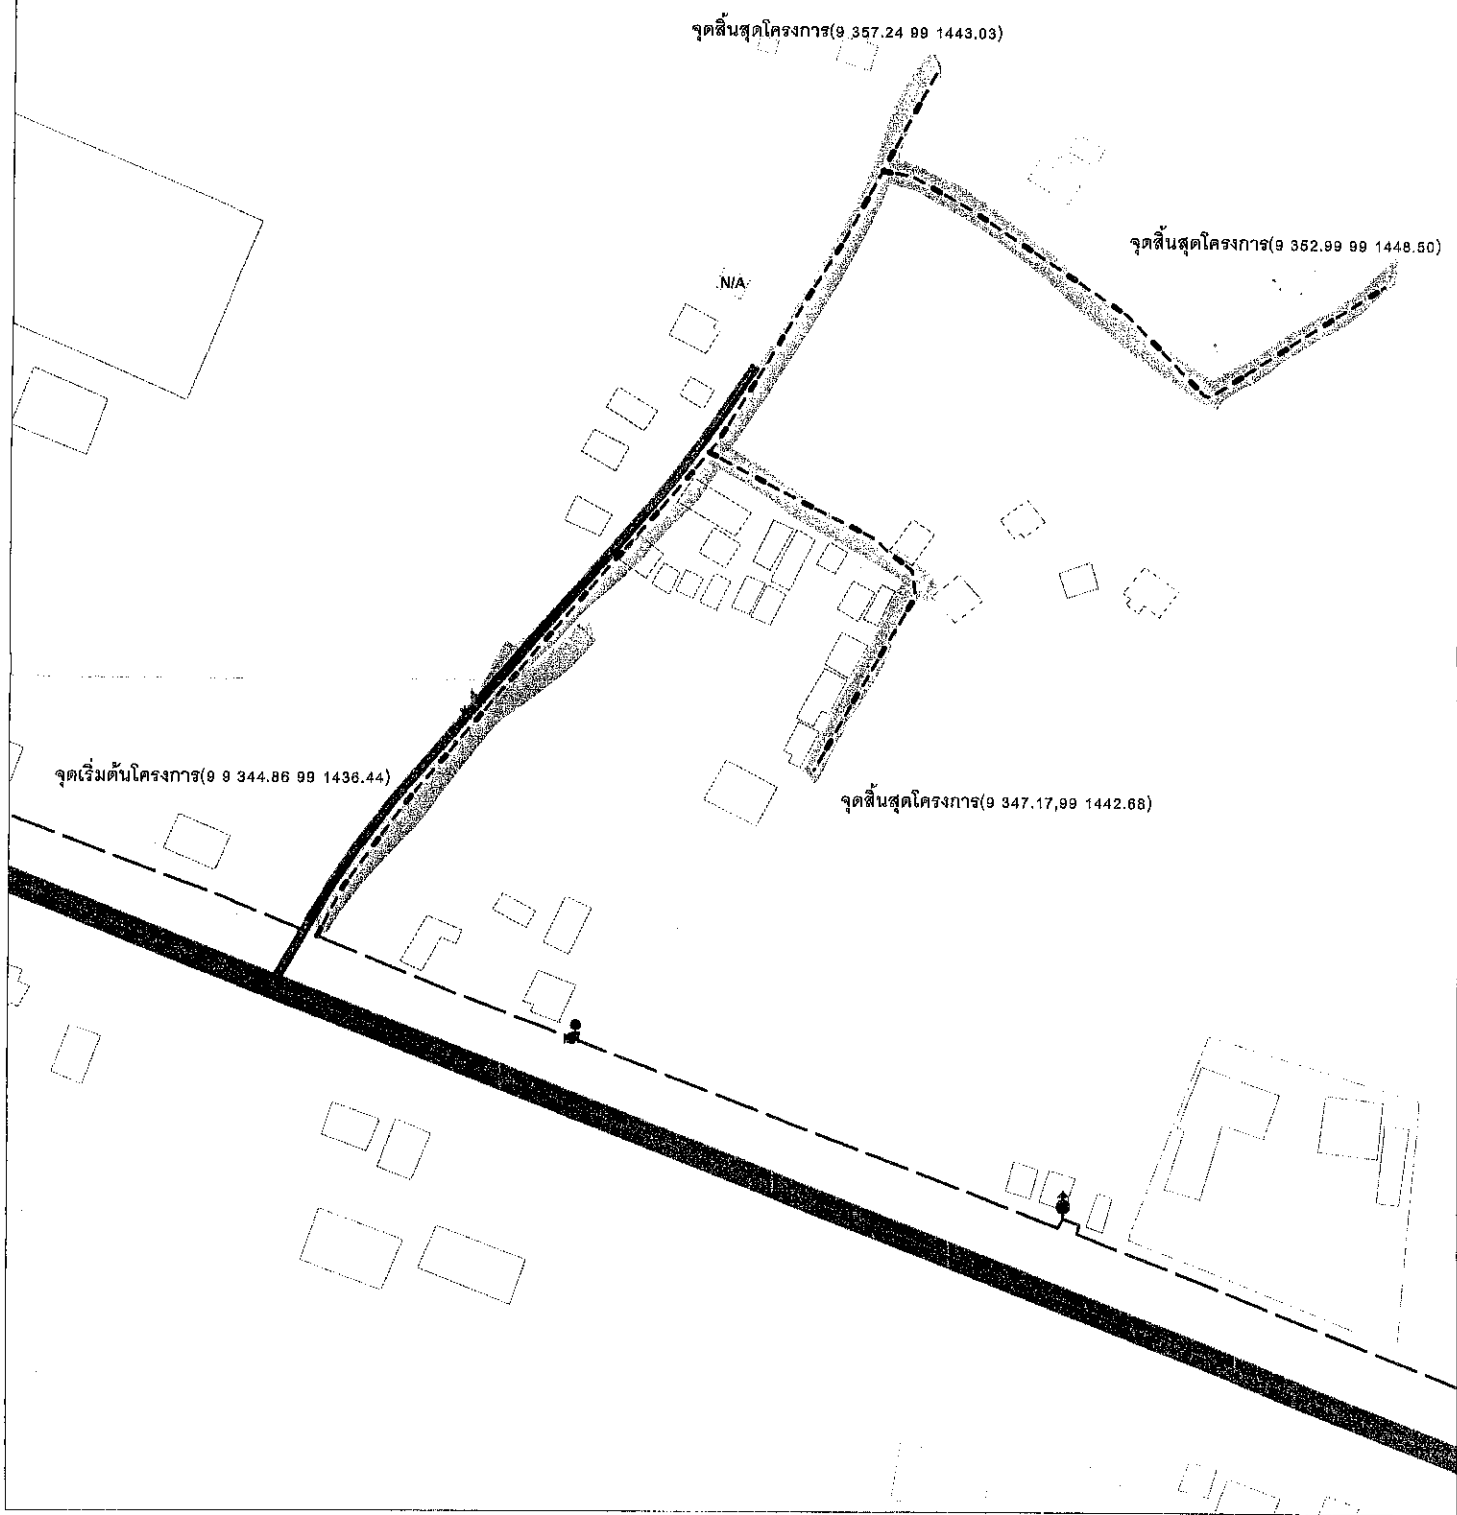 จุดสิ้นสุดโครงการ(9 357.24 99 1443.03)
จุดสิ้นสุดโครงการ(9 352.99 99 1448.50)
N/A
จุดเริ่มต้นโครงการ(9 9 344.86 99 1436.44)
จุดสิ้นสุดโครงการ(9 347.17,99 1442.68)